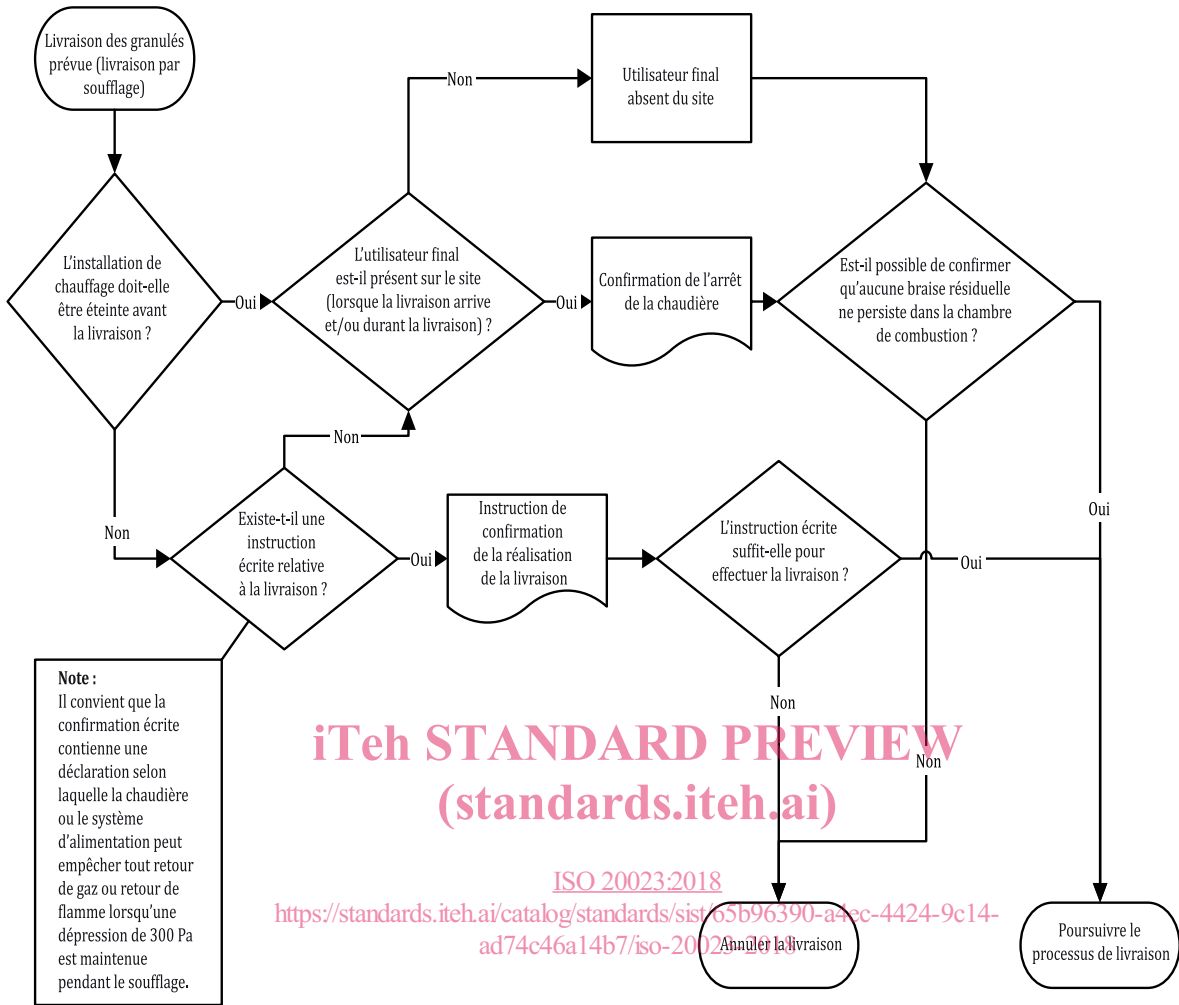 Livraison des granulés
prévue (livraison par
soufflage)
Non
Utilisateur final
absent du site
L'installation de
chauffage doit-elle
être éteinte avant
la livraison ?
Oui
L'utilisateur final
est-il présent sur le site
(lorsque la livraison arrive
et/ou durant la livraison) ?
Oui
Confirmation de l'arrêt
de la chaudière
Est-il possible de confirmer
qu'aucune braise résiduelle
ne persiste dans la chambre
de combustion ?
Non
Non
Existe-t-il une
instruction
écrite relative
à la livraison ?
Oui
Instruction de
confirmation
de la réalisation
de la livraison
L'instruction écrite
suffit-elle pour
effectuer la livraison ?
Oui
Oui
Note :
Il convient que la
confirmation écrite
contienne une
déclaration selon
laquelle la chaudière
ou le système
d'alimentation peut
empêcher tout retour
de gaz ou retour de
flamme lorsqu'une
dépression de 300 Pa
est maintenue
pendant le soufflage.
Non
Non
iTeh STANDARD PREVIEW
(standards.iteh.ai)
ISO 20023:2018
https://standards.iteh.ai/catalog/standards/sist/65b96390-a4ec-4424-9c14-
ad74c46a14b7/iso-20023-2018
Annuler la livraison
Poursuivre le
processus de livraison